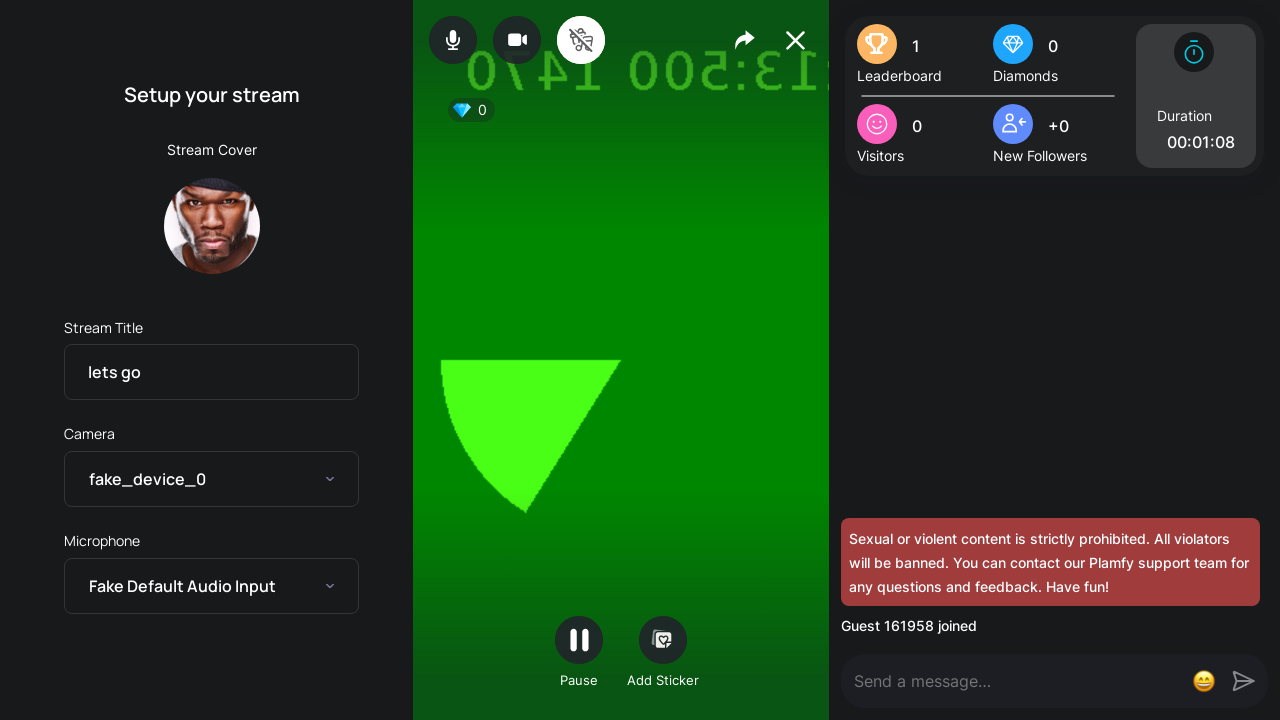 Setup your stream
Stream Cover
Stream Title
lets go
Camera
fake_device_0
Microphone
Fake Default Audio Input
0
Pause
Add Sticker
1
Leaderboard
0
Diamonds
0
Visitors
+0
New Followers
Duration
00:01:08
Sexual or violent content is strictly prohibited. All violators
will be banned. You can contact our Plamfy support team for
any questions and feedback. Have fun!
Guest 161958 joined
Send a message...